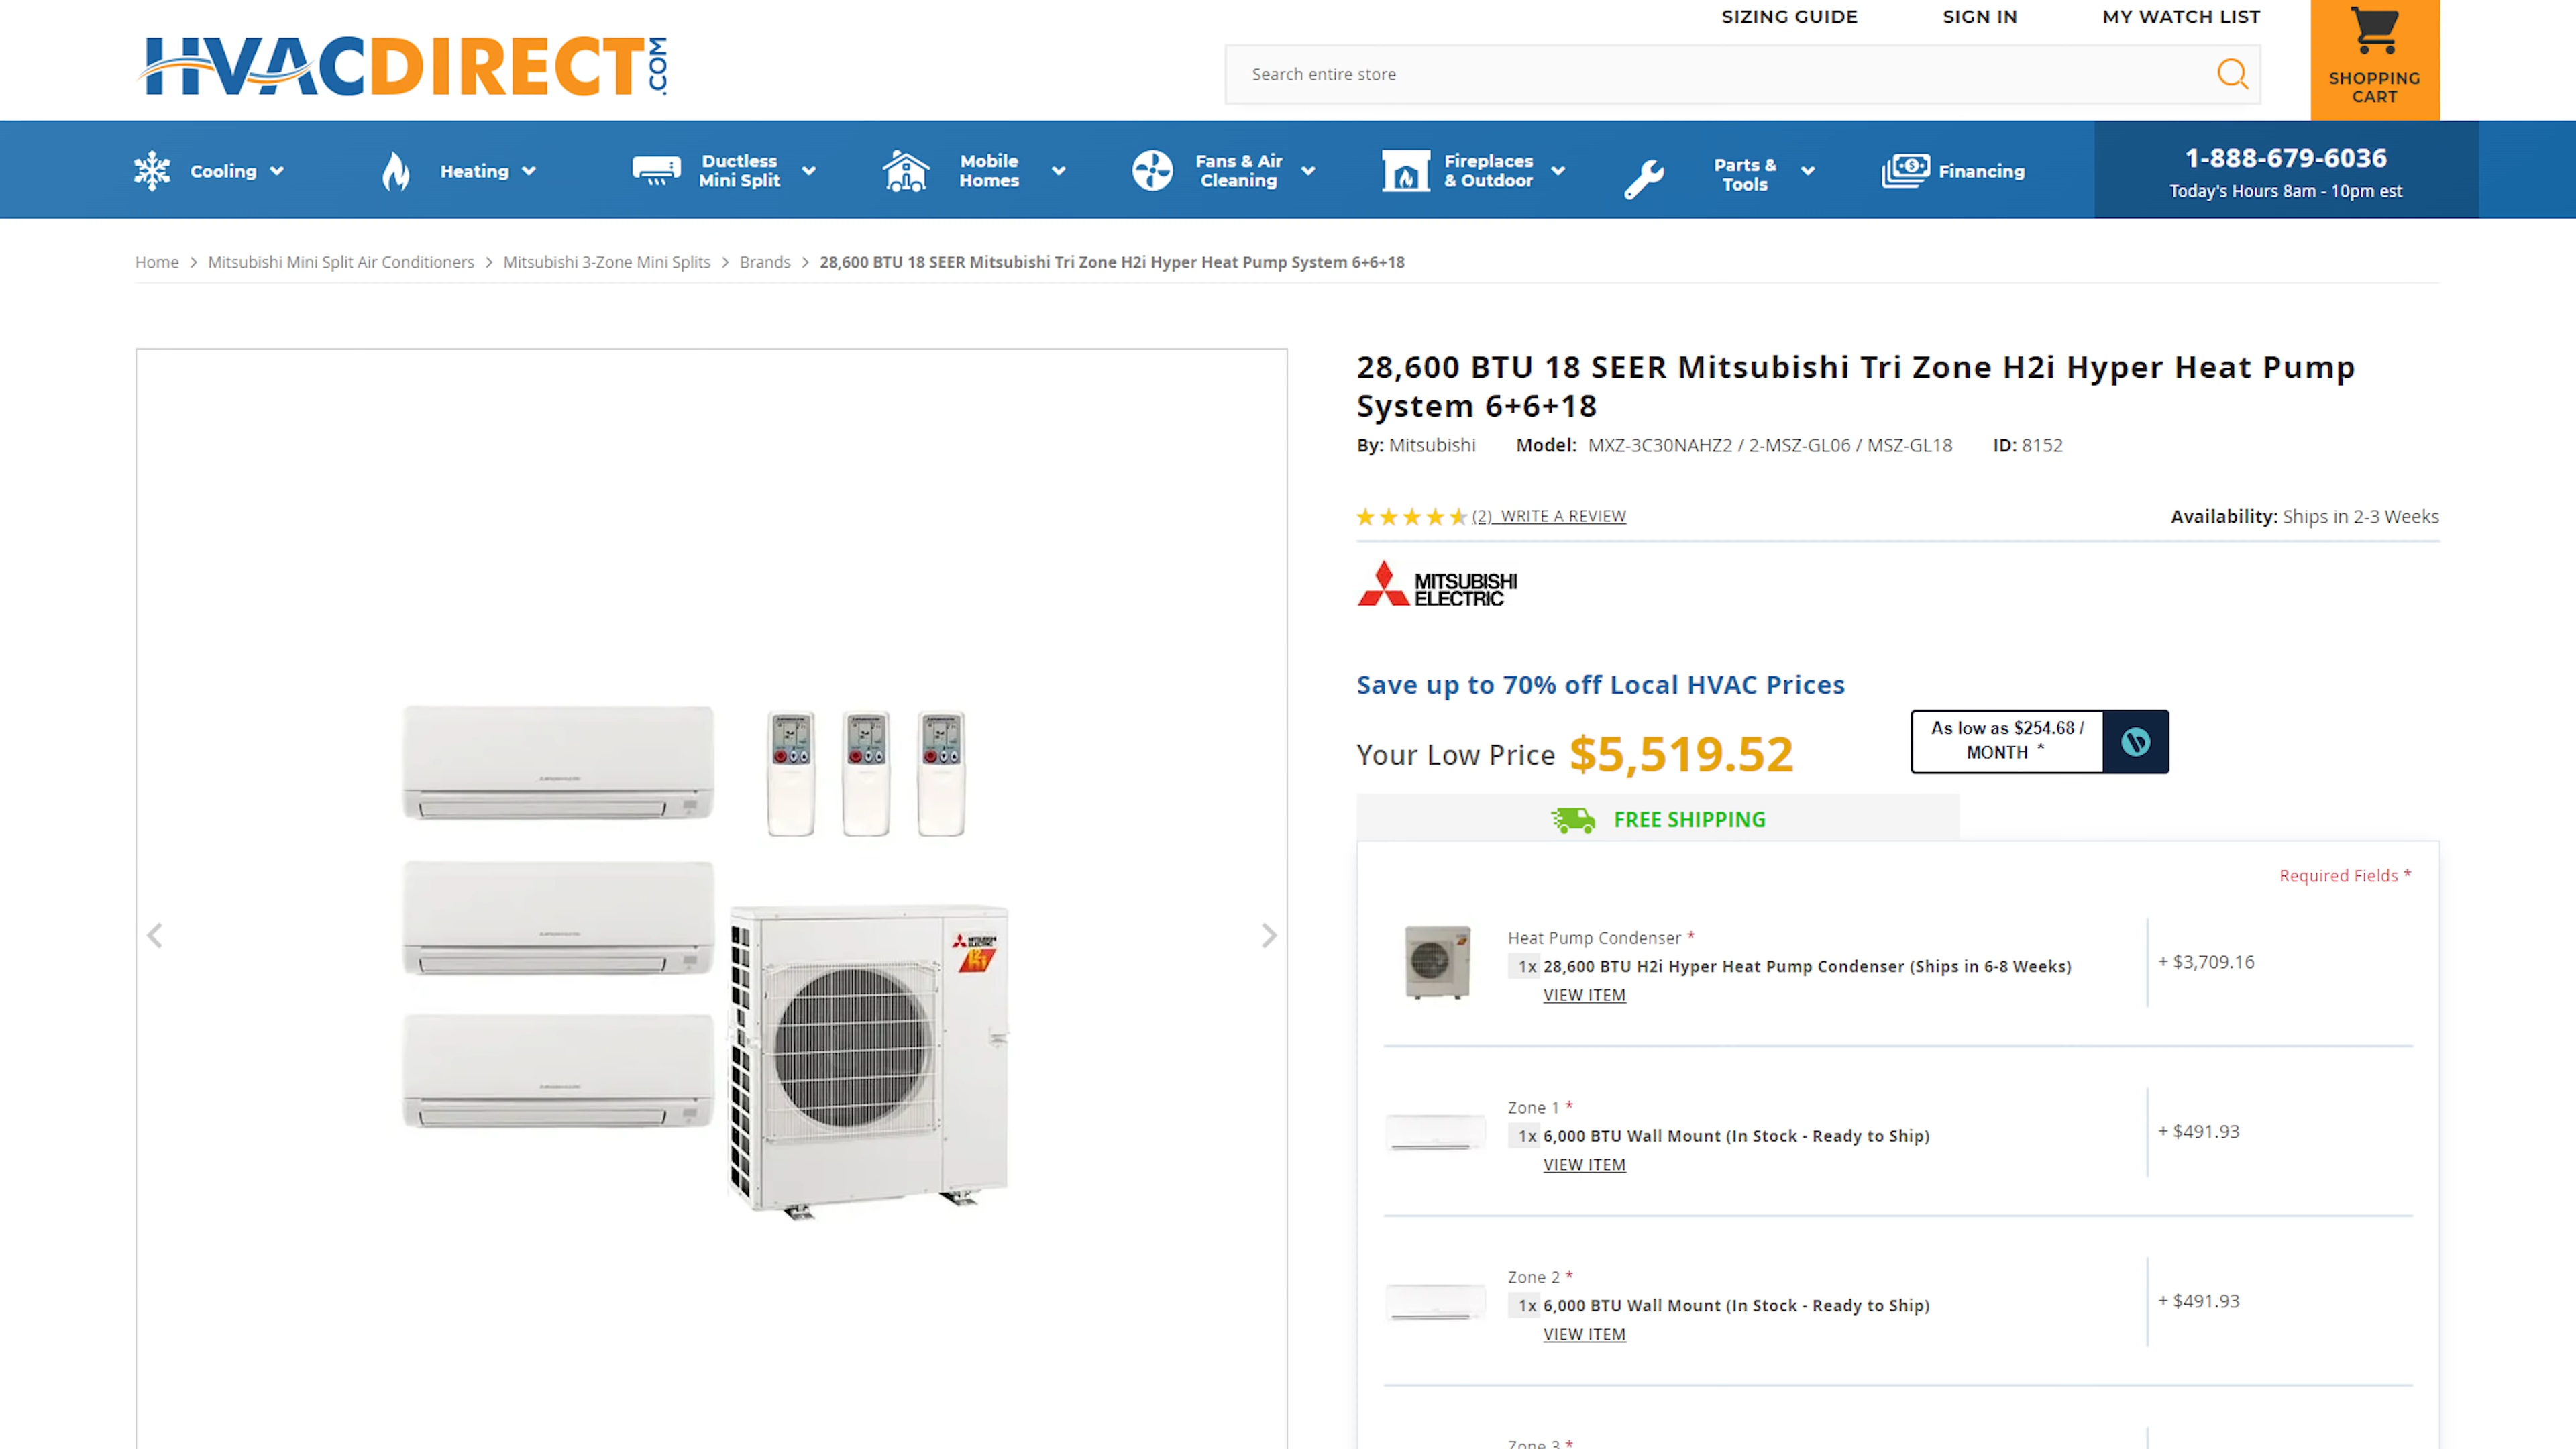 SIZING GUIDE
SIGN IN
MY WATCH LIST
HVACDIRECT.COM
Search entire store
SHOPPING
CART
Cooling
Heating
Ductless
Mini Split
Mobile
Homes
Fans & Air
Cleaning
Fireplaces
& Outdoor
Parts &
Tools
Financing
1-888-679-6036
Today's Hours 8am - 10pm est
Home > Mitsubishi Mini Split Air Conditioners > Mitsubishi 3-Zone Mini Splits > Brands > 28,600 BTU 18 SEER Mitsubishi Tri Zone H2i Hyper Heat Pump System 6+6+18
28,600 BTU 18 SEER Mitsubishi Tri Zone H2i Hyper Heat Pump
System 6+6+18
By: Mitsubishi Model: MXZ-3C30NAHZ2 / 2-MSZ-GL06 / MSZ-GL18 ID: 8152
(2) WRITE A REVIEW
Availability: Ships in 2-3 Weeks
MITSUBISHI
ELECTRIC
Save up to 70% off Local HVAC Prices
Your Low Price $5,519.52
As low as $254.68 /
MONTH *
FREE SHIPPING
Required Fields *
Heat Pump Condenser *
1x 28,600 BTU H2i Hyper Heat Pump Condenser (Ships in 6-8 Weeks)
VIEW ITEM
+ $3,709.16
Zone 1 *
1x 6,000 BTU Wall Mount (In Stock - Ready to Ship)
VIEW ITEM
+ $491.93
Zone 2 *
1x 6,000 BTU Wall Mount (In Stock - Ready to Ship)
VIEW ITEM
+ $491.93
Zone 3 *
MITSUBISHI
ELECTRIC